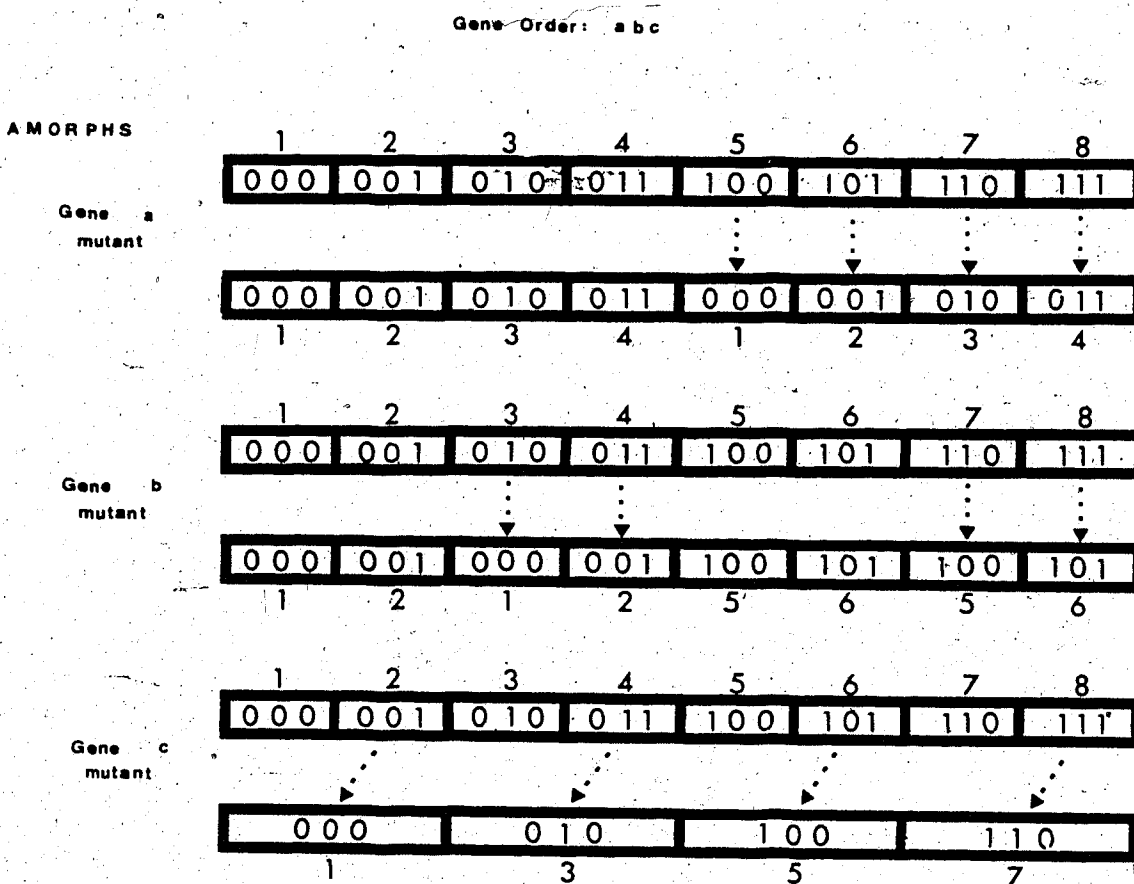 Gene Order: abc
AMORPHS
1 2 3 4 5 6 7 8
000 001 010 011 100 101 110 111
Gene a
mutant
000 001 010 011 000 001 010 011
1 2 3 4 1 2 3 4
1 2 3 4 5 6 7 8
000 001 010 011 100 101 110 111
Gene b
mutant
000 001 000 001 100 101 100 101
1 2 1 2 5 6 5 6
1 2 3 4 5 6 7 8
000 001 010 011 100 101 110 111
Gene c
mutant
000 010 100 110
1 3 5 7